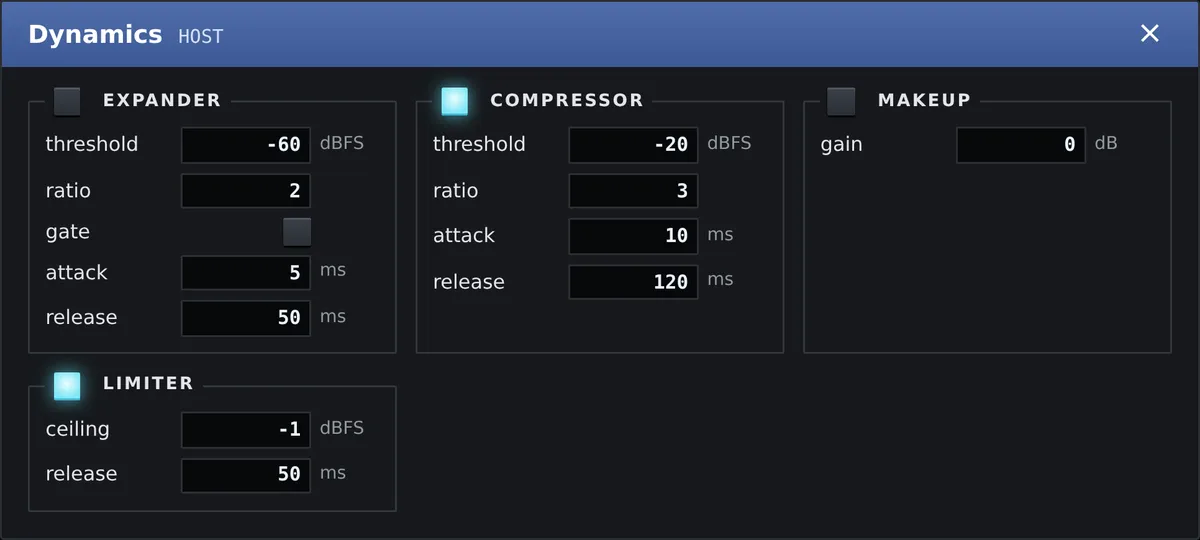 Dynamics HOST ×
EXPANDER
threshold -60 dBFS
ratio 2
gate
attack 5 ms
release 50 ms
COMPRESSOR
threshold -20 dBFS
ratio 3
attack 10 ms
release 120 ms
MAKEUP
gain 0 dB
LIMITER
ceiling -1 dBFS
release 50 ms